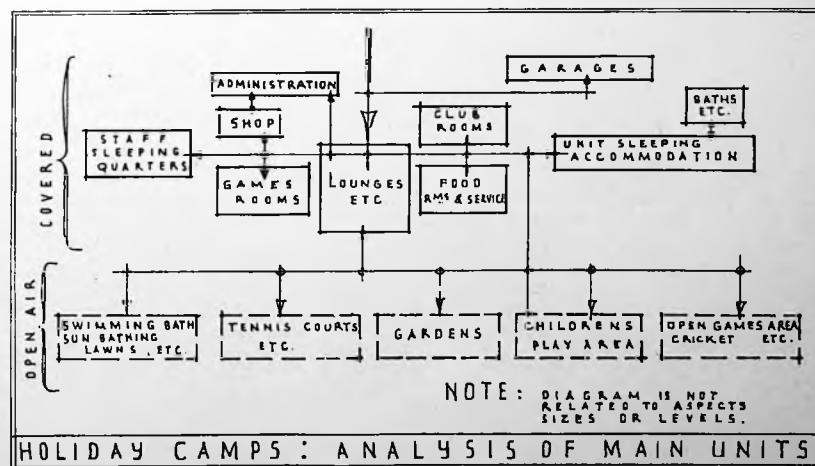 COVERED
OPEN AIR
GARAGES
ADMINISTRATION
SHOP
CLUB
ROOMS
BATHS
ETC.
STAFF
SLEEPING
QUARTERS
GAMES
ROOMS
LOUNGES
ETC
FOOD
RMS & SERVICE
UNIT SLEEPING
ACCOMMODATION
SWIMMING BATH
SUN BATHING
LAWNS, ETC.
TENNIS COURTS
ETC.
GARDENS
CHILDRENS
PLAY AREA
OPEN GAMES AREA
CRICKET ETC.
NOTE: DIAGRAM IS NOT
RELATED TO ASPECTS
SIZES OR LEVELS.
HOLIDAY CAMPS: ANALYSIS OF MAIN UNITS